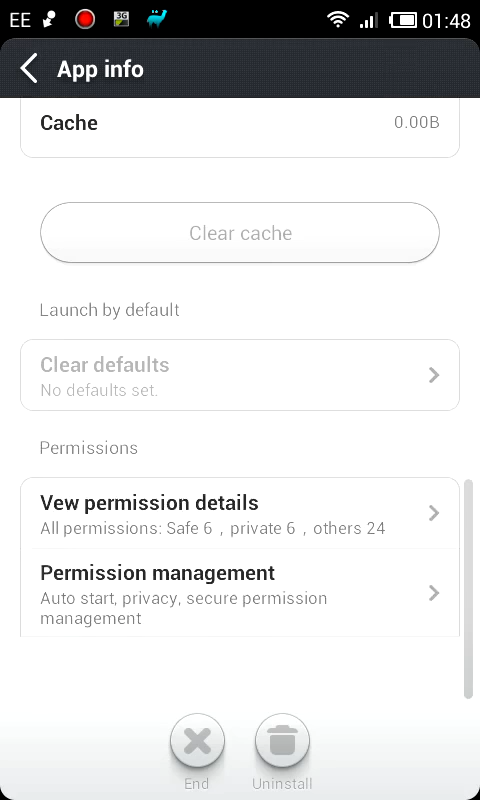 EE 3G 01:48
App info
Cache 0.00B
Clear cache
Launch by default
Clear defaults
No defaults set.
Permissions
Vew permission details
All permissions: Safe 6 , private 6 , others 24
Permission management
Auto start, privacy, secure permission
management
End Uninstall